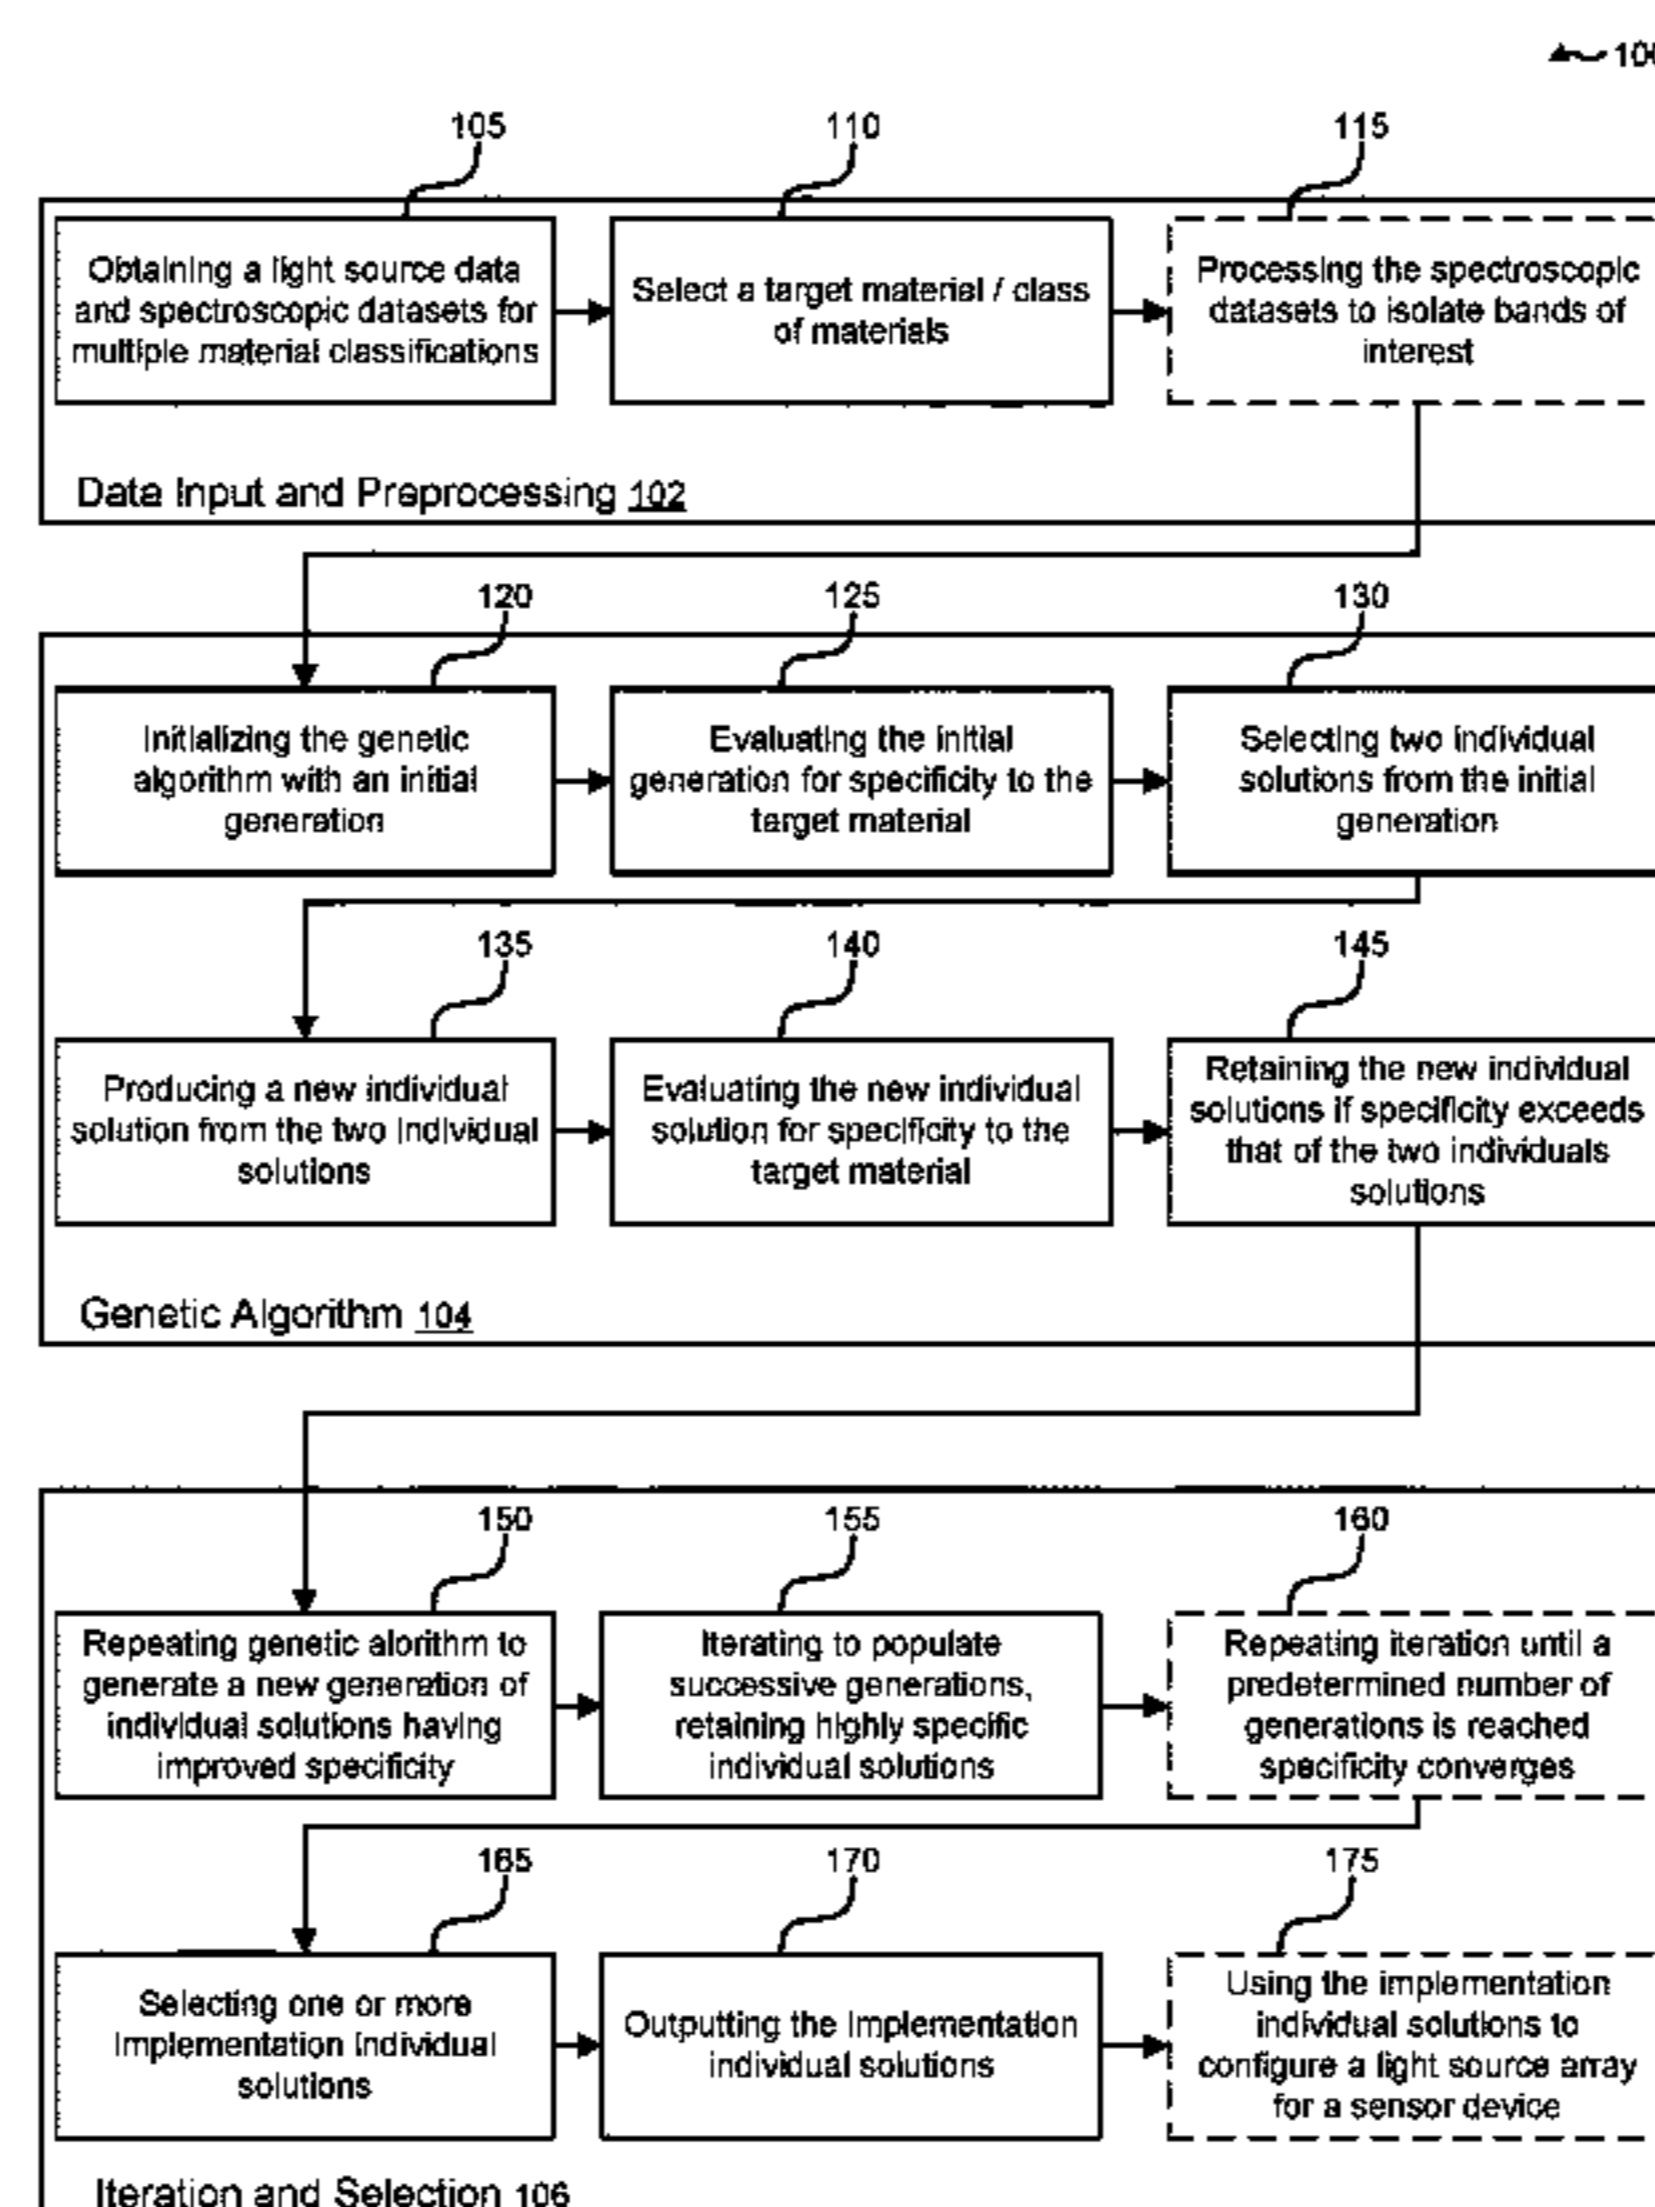 105 110 115
Obtaining a light source data
and spectroscopic datasets for
multiple material classifications
Select a target material / class
of materials
Processing the spectroscopic
datasets to isolate bands of
interest
Data Input and Preprocessing 102
120 125 130
Initializing the genetic
algorithm with an initial
generation
Evaluating the initial
generation for specificity to the
target material
Selecting two individual
solutions from the initial
generation
135 140 145
Producing a new individual
solution from the two individual
solutions
Evaluating the new individual
solution for specificity to the
target material
Retaining the new individual
solutions if specificity exceeds
that of the two individuals
solutions
Genetic Algorithm 104
150 155 160
Repeating genetic alorithm to
generate a new generation of
individual solutions having
improved specificity
Iterating to populate
successive generations,
retaining highly specific
individual solutions
Repeating iteration until a
predetermined number of
generations is reached
specificity converges
165 170 175
Selecting one or more
implementation individual
solutions
Outputting the implementation
individual solutions
Using the implementation
individual solutions to
configure a light source array
for a sensor device
Iteration and Selection 106